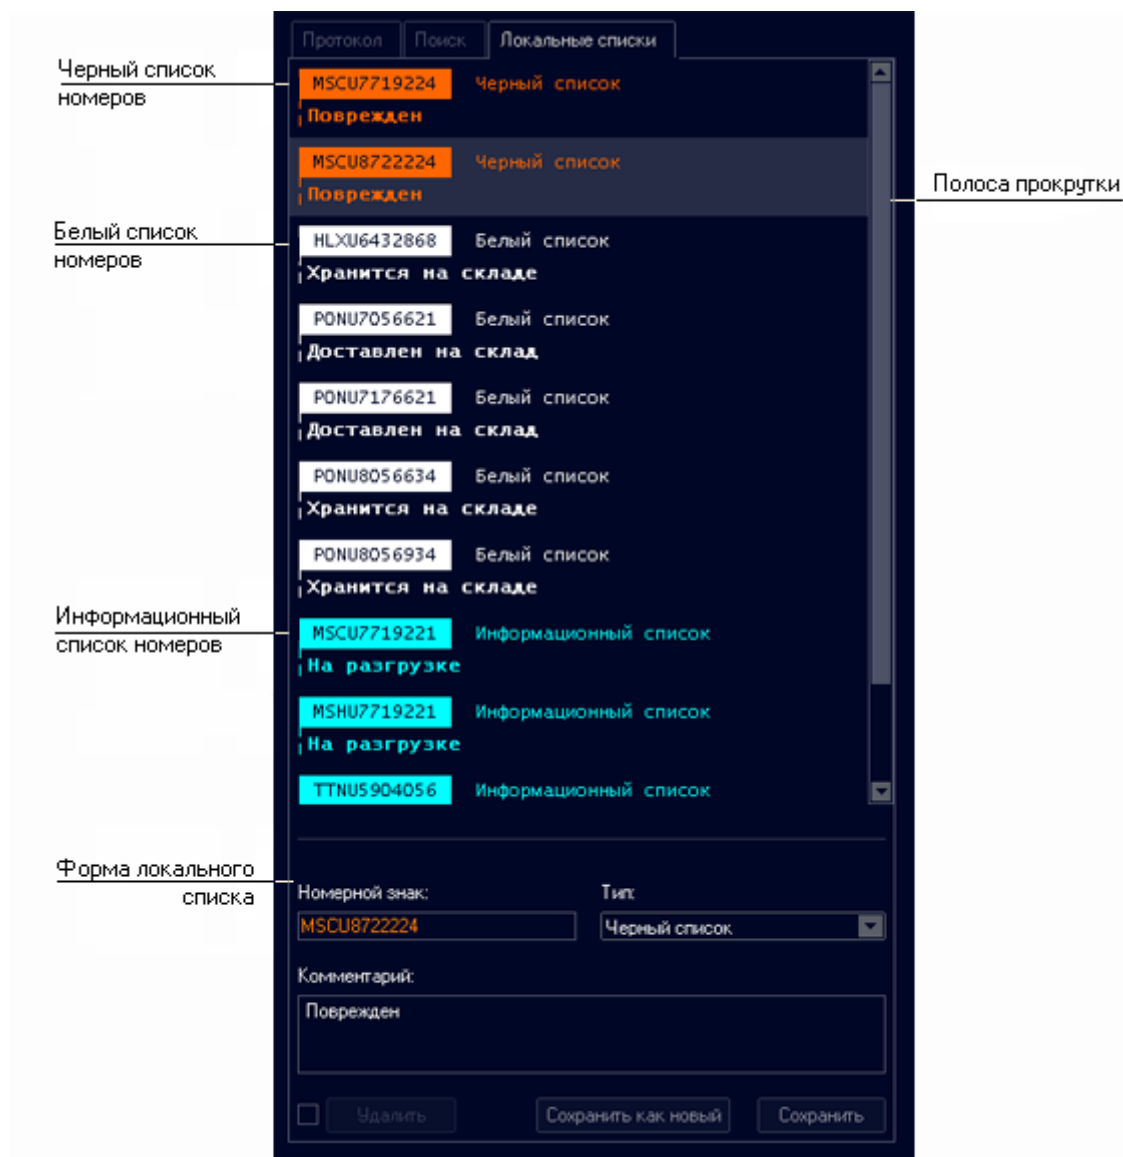 Протокол Поиск Локальные списки
Черный список
номеров
MSCU7719224 Черный список
Поврежден
MSCU8722224 Черный список
Поврежден
Полоса прокрутки
Белый список
номеров
HLXU6432868 Белый список
Хранится на складе
PONU7056621 Белый список
Доставлен на склад
PONU7176621 Белый список
Доставлен на склад
PONU8056634 Белый список
Хранится на складе
PONU8056934 Белый список
Хранится на складе
Информационный
список номеров
MSCU7719221 Информационный список
На разгрузке
MSHU7719221 Информационный список
На разгрузке
TTNU5904056 Информационный список
Форма локального
списка
Номерной знак: Тип:
MSCU8722224 Черный список
Комментарий:
Поврежден
Удалить Сохранить как новый Сохранить